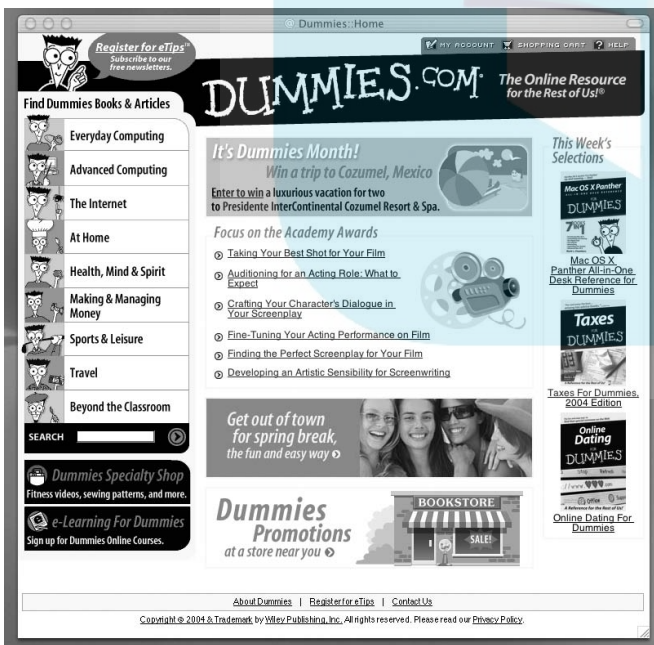 Dummies::Home
Register for eTips™
Subscribe to our
free newsletters.
MY ACCOUNT SHOPPING CART ? HELP
DUMMIES.COM™
The Online Resource
for the Rest of Us!®
Find Dummies Books & Articles
Everyday Computing
Advanced Computing
The Internet
At Home
Health, Mind & Spirit
Making & Managing
Money
Sports & Leisure
Travel
Beyond the Classroom
SEARCH
Dummies Specialty Shop
Fitness videos, sewing patterns, and more.
e-Learning For Dummies
Sign up for Dummies Online Courses.
It's Dummies Month!
Win a trip to Cozumel, Mexico
Enter to win a luxurious vacation for two
to Presidente InterContinental Cozumel Resort & Spa.
Focus on the Academy Awards
Taking Your Best Shot for Your Film
Auditioning for an Acting Role: What to
Expect
Crafting Your Character's Dialogue in
Your Screenplay
Fine-Tuning Your Acting Performance on Film
Finding the Perfect Screenplay for Your Film
Developing an Artistic Sensibility for Screenwriting
Get out of town
for spring break,
the fun and easy way
Dummies
Promotions
at a store near you
BOOKSTORE
SALE!
This Week's
Selections
Mac OS X Panther
DUMMIES
Mac OS X
Panther All-in-One
Desk Reference for
Dummies
Taxes
FOR
DUMMIES
Taxes For Dummies,
2004 Edition
Online
Dating
FOR
DUMMIES
Online Dating For
Dummies
About Dummies | Register for eTips | Contact Us
Copyright © 2004 & Trademark by Wiley Publishing, Inc. All rights reserved. Please read our Privacy Policy.